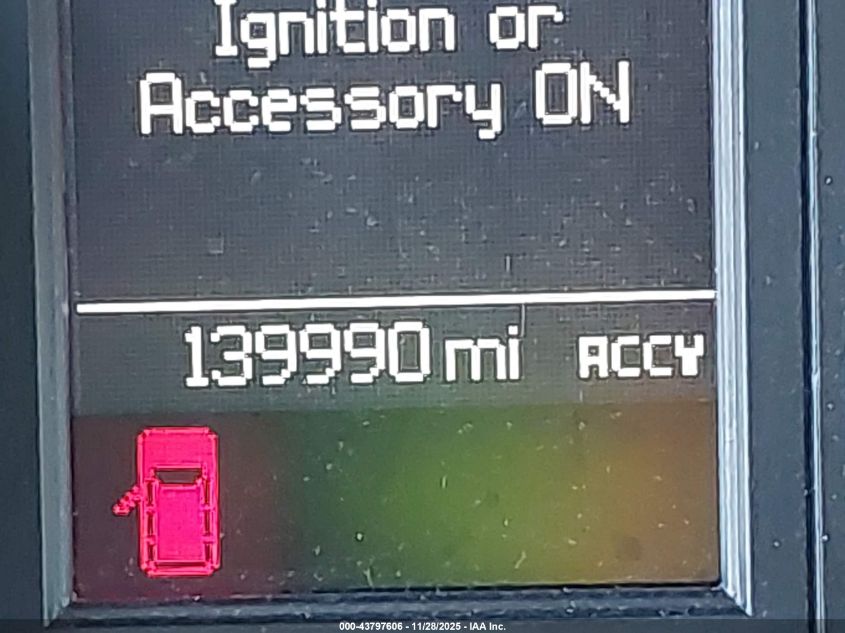 Ignition or
Accessory ON
139990 mi ACCY
000-43797606 - 11/28/2025 - IAA Inc.